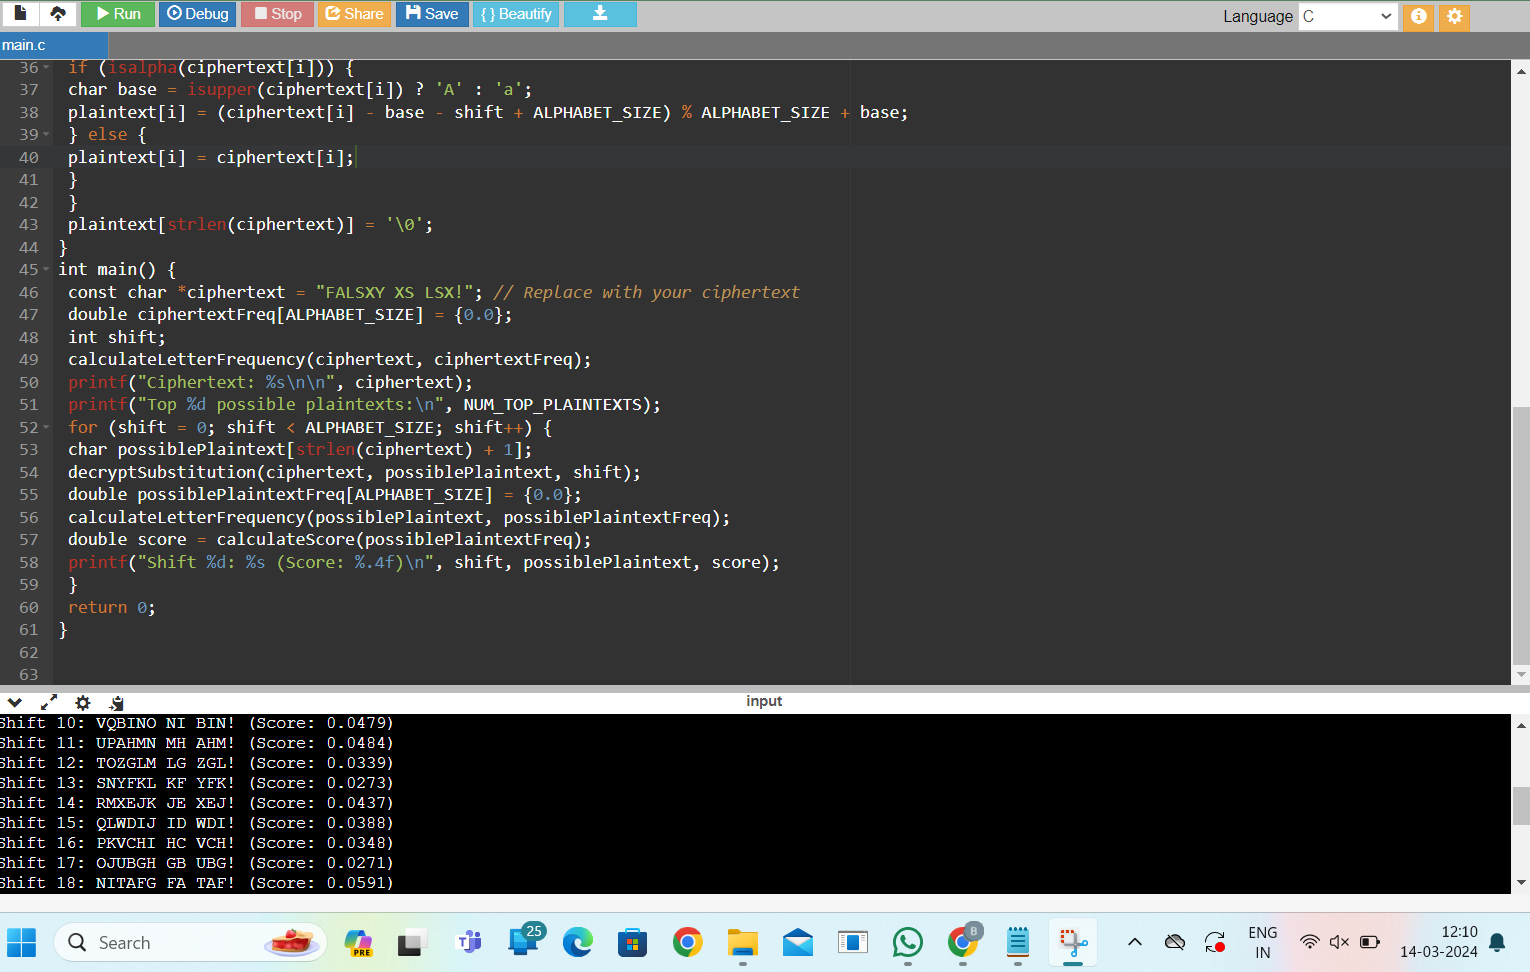 Run Debug Stop Share Save { } Beautify Language C
main.c
36 if (isalpha(ciphertext[i])) {
37 char base = isupper(ciphertext[i]) ? 'A' : 'a';
38 plaintext[i] = (ciphertext[i] - base - shift + ALPHABET_SIZE) % ALPHABET_SIZE + base;
39 } else {
40 plaintext[i] = ciphertext[i];
41 }
42 }
43 plaintext[strlen(ciphertext)] = '\0';
44 }
45 int main() {
46 const char *ciphertext = "FALSXY XS LSX!"; // Replace with your ciphertext
47 double ciphertextFreq[ALPHABET_SIZE] = {0.0};
48 int shift;
49 calculateLetterFrequency(ciphertext, ciphertextFreq);
50 printf("Ciphertext: %s\n\n", ciphertext);
51 printf("Top %d possible plaintexts:\n", NUM_TOP_PLAINTEXTS);
52 for (shift = 0; shift < ALPHABET_SIZE; shift++) {
53 char possiblePlaintext[strlen(ciphertext) + 1];
54 decryptSubstitution(ciphertext, possiblePlaintext, shift);
55 double possiblePlaintextFreq[ALPHABET_SIZE] = {0.0};
56 calculateLetterFrequency(possiblePlaintext, possiblePlaintextFreq);
57 double score = calculateScore(possiblePlaintextFreq);
58 printf("Shift %d: %s (Score: %.4f)\n", shift, possiblePlaintext, score);
59 }
60 return 0;
61 }
62
63
input
Shift 10: VQBINO NI BIN! (Score: 0.0479)
Shift 11: UPAHMN MH AHM! (Score: 0.0484)
Shift 12: TOZGLM LG ZGL! (Score: 0.0339)
Shift 13: SNYFKL KF YFK! (Score: 0.0273)
Shift 14: RMXEJK JE XEJ! (Score: 0.0437)
Shift 15: QLWDIJ ID WDI! (Score: 0.0388)
Shift 16: PKVCHI HC VCH! (Score: 0.0348)
Shift 17: OJUBGH GB UBG! (Score: 0.0271)
Shift 18: NITAFG FA TAF! (Score: 0.0591)
Search PRE 25 B ENG 12:10
IN 14-03-2024